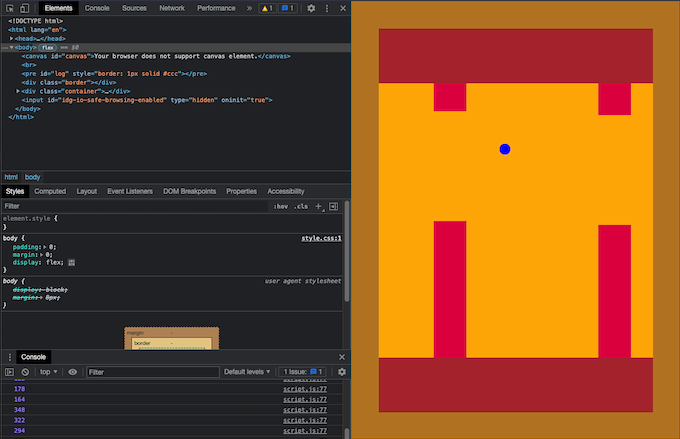 Elements Console Sources Network Performance » 1 1
<!DOCTYPE html>
<html lang="en">
<head>…</head>
<body> flex == $0
<canvas id="canvas">Your browser does not support canvas element.</canvas>
<br>
<pre id="log" style="border: 1px solid #ccc"></pre>
<div class="border"></div>
<div class="container">…</div>
<input id="idg-io-safe-browsing-enabled" type="hidden" oninit="true">
</body>
</html>
html body
Styles Computed Layout Event Listeners DOM Breakpoints Properties Accessibility
Filter :hov .cls +
element.style {
}
body { style.css:1
padding: 0;
margin: 0;
display: flex;
}
body { user agent stylesheet
display: block;
margin: 8px;
}
margin -
border -
Console
top Filter Default levels 1 Issue: 1
178 script.js:77
164 script.js:77
348 script.js:77
322 script.js:77
294 script.js:77